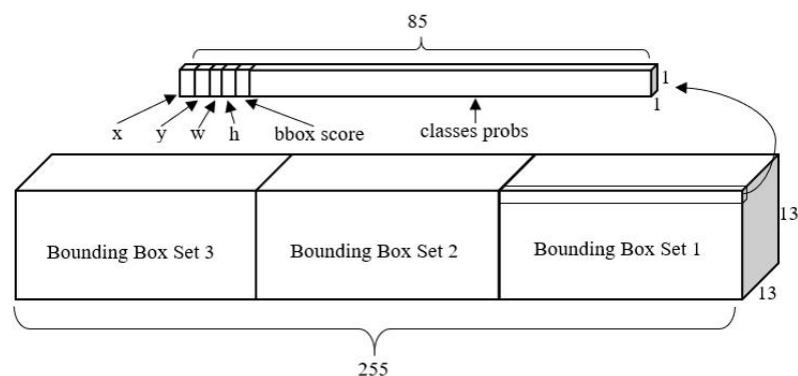 85
1
1
x
y
w
h
bbox score
classes probs
13
Bounding Box Set 3
Bounding Box Set 2
Bounding Box Set 1
13
255